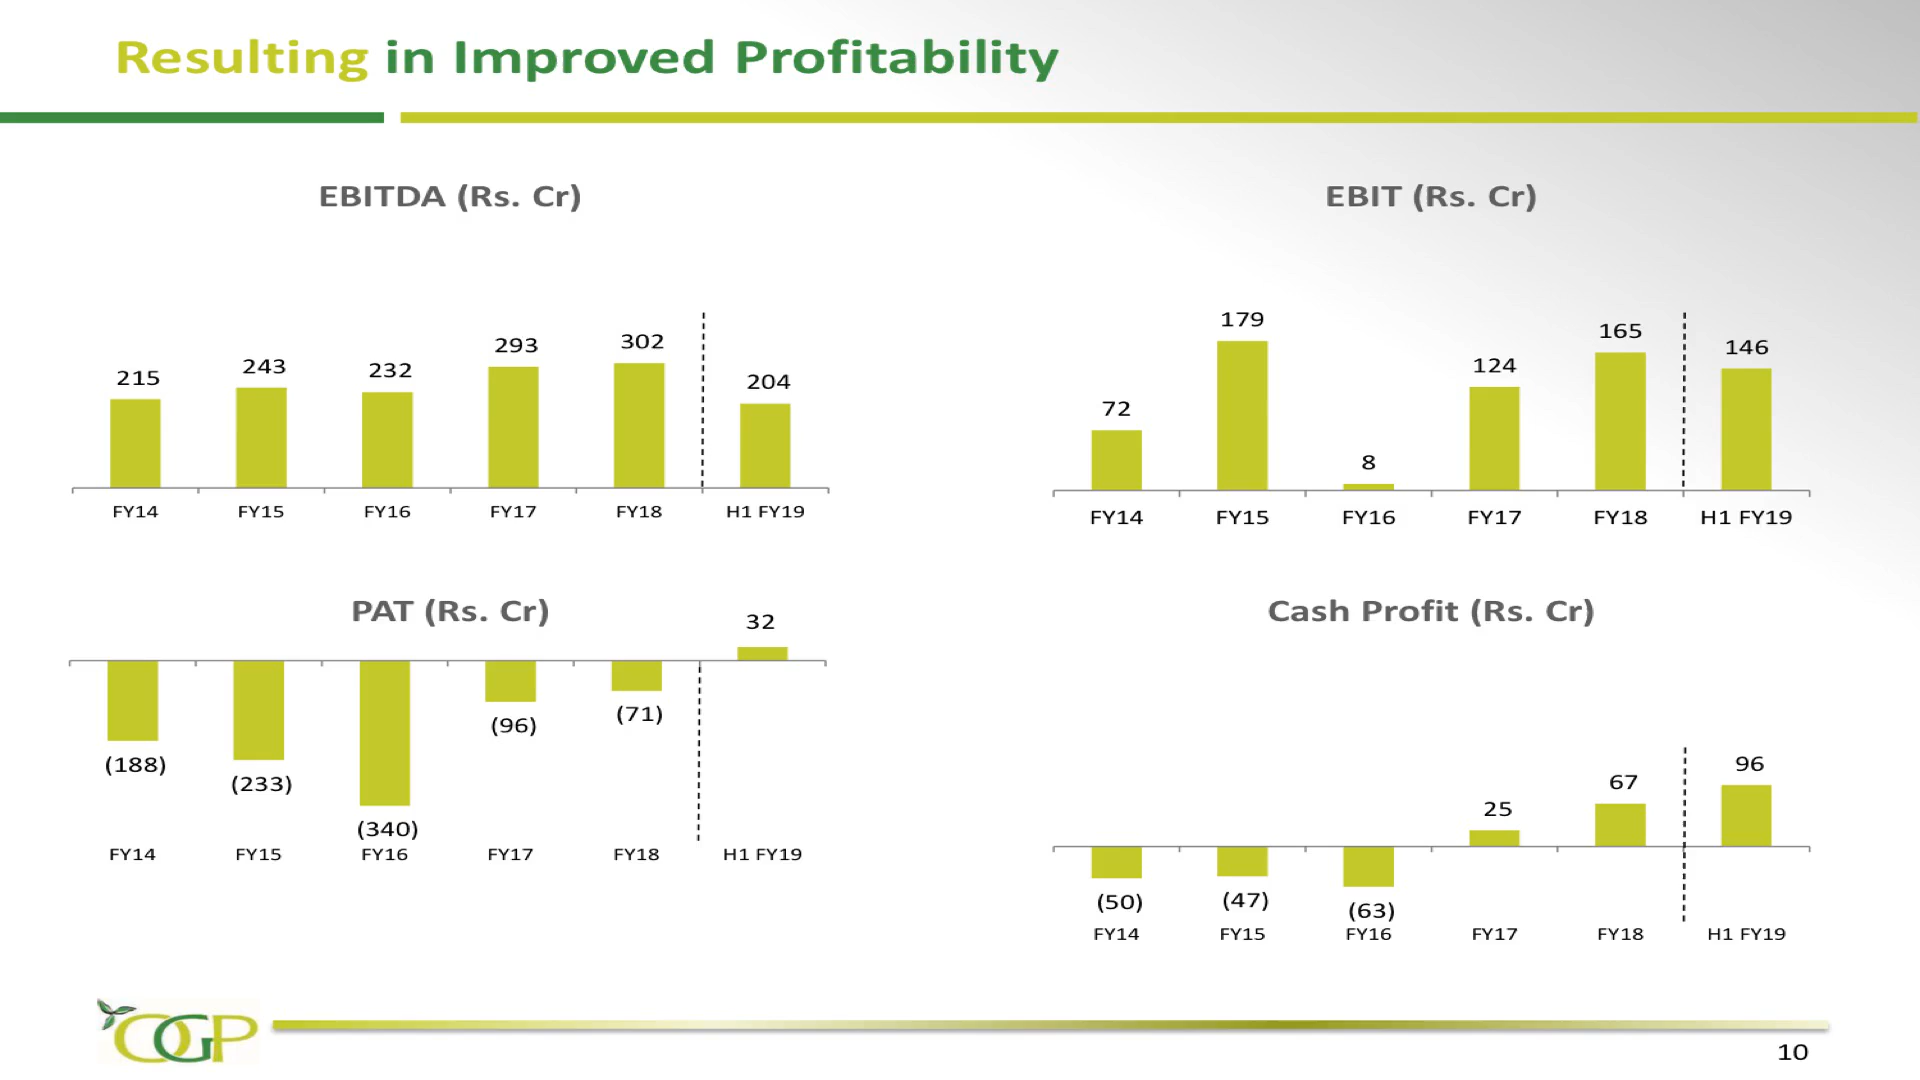 Resulting in Improved Profitability
EBITDA (Rs. Cr)
215
243
232
293
302
204
FY14
FY15
FY16
FY17
FY18
H1 FY19
EBIT (Rs. Cr)
72
179
8
124
165
146
FY14
FY15
FY16
FY17
FY18
H1 FY19
PAT (Rs. Cr)
(188)
(233)
(340)
(96)
(71)
32
FY14
FY15
FY16
FY17
FY18
H1 FY19
Cash Profit (Rs. Cr)
(50)
(47)
(63)
25
67
96
FY14
FY15
FY16
FY17
FY18
H1 FY19
OGP
10